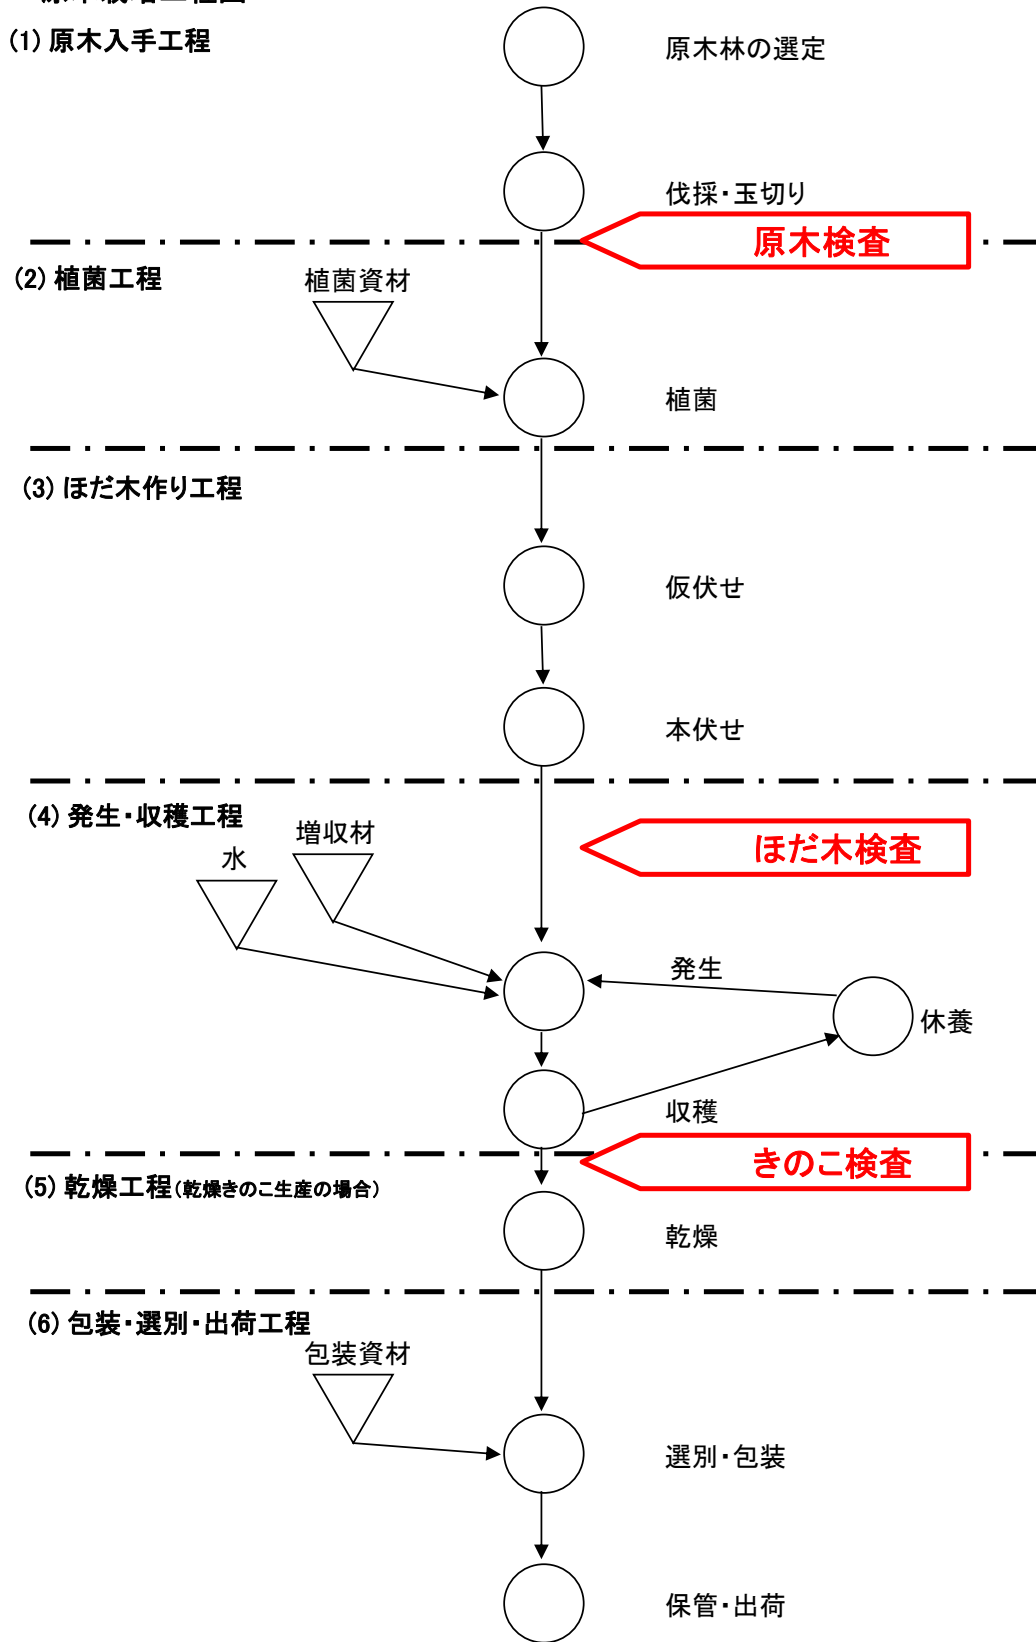 (1) 原木入手工程
原木林の選定
伐採・玉切り
原木検査
(2) 植菌工程
植菌資材
植菌
(3) ほだ木作り工程
仮伏せ
本伏せ
(4) 発生・収穫工程
増収材
水
ほだ木検査
発生
休養
収穫
きのこ検査
(5) 乾燥工程(乾燥きのこ生産の場合)
乾燥
(6) 包装・選別・出荷工程
包装資材
選別・包装
保管・出荷